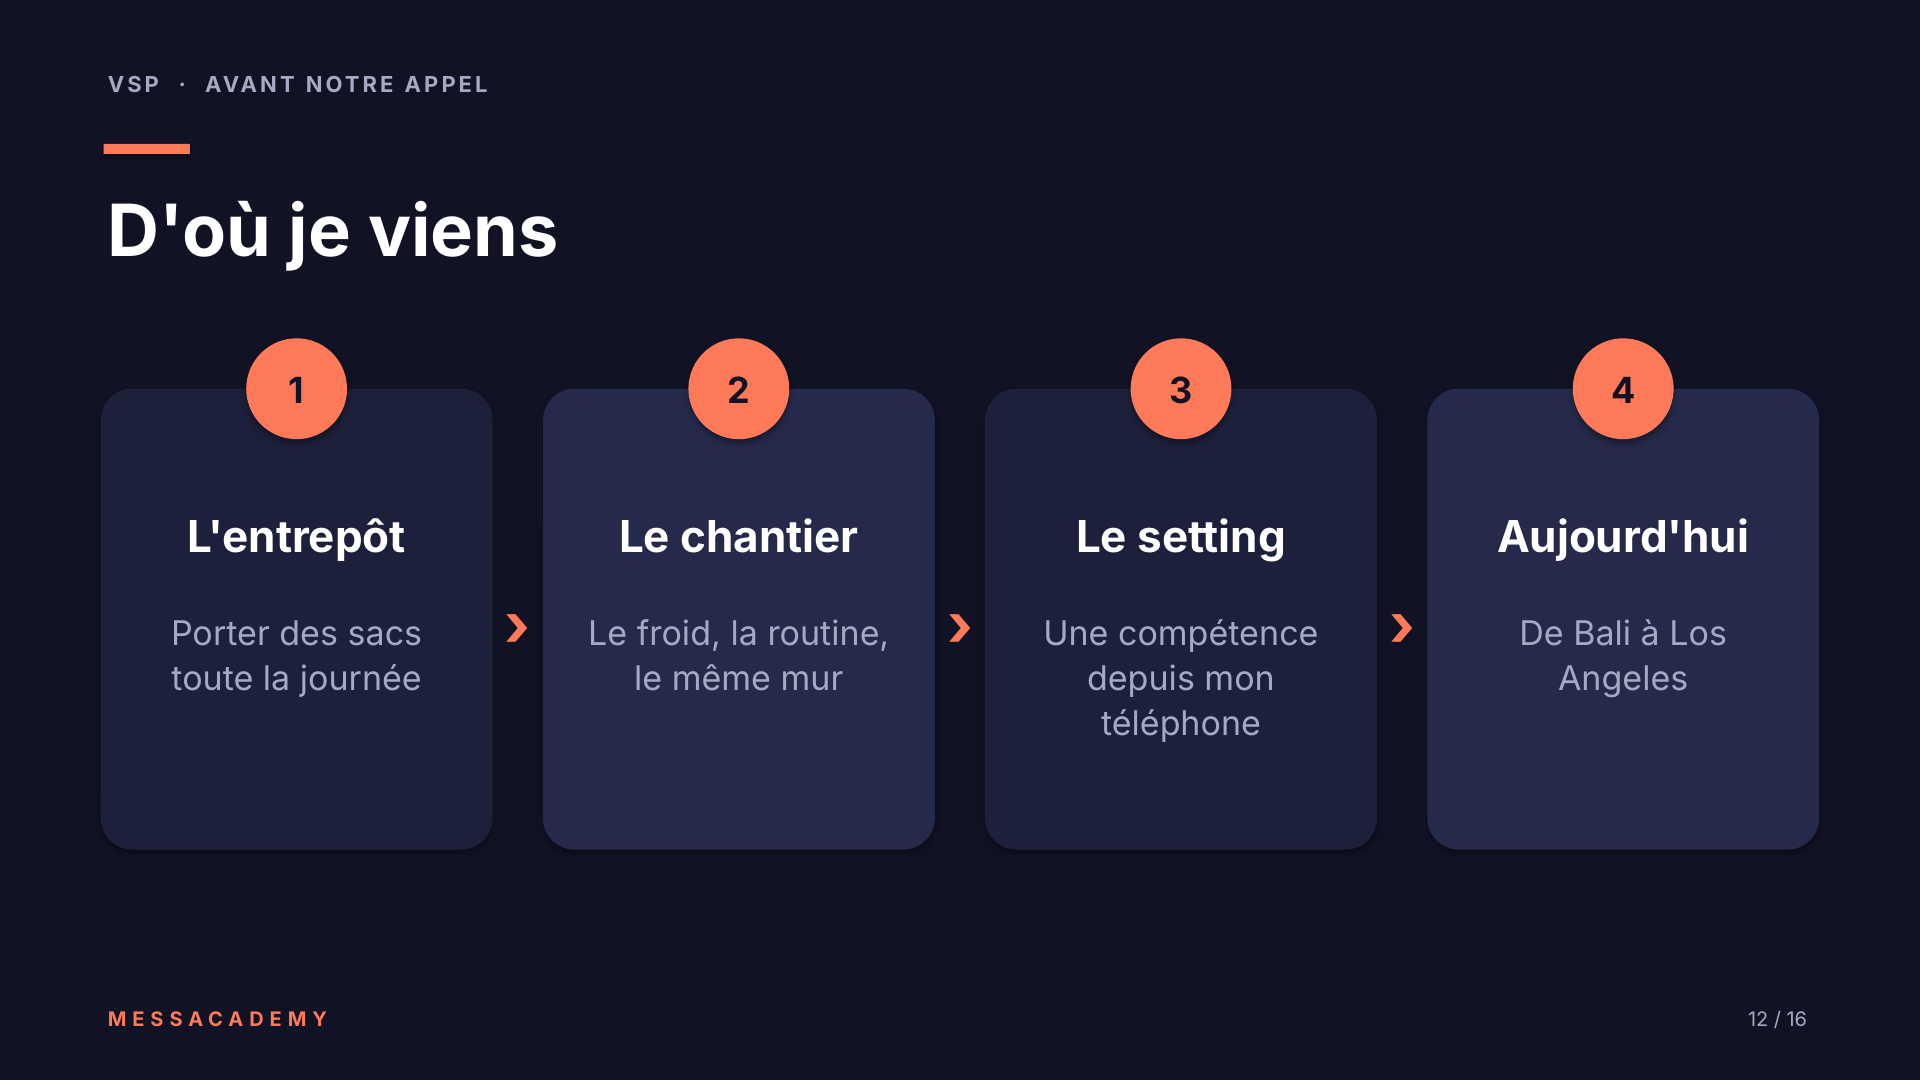 VSP · AVANT NOTRE APPEL
D'où je viens
1
L'entrepôt
Porter des sacs
toute la journée
2
Le chantier
Le froid, la routine,
le même mur
3
Le setting
Une compétence
depuis mon
téléphone
4
Aujourd'hui
De Bali à Los
Angeles
MESSACADEMY
12 / 16